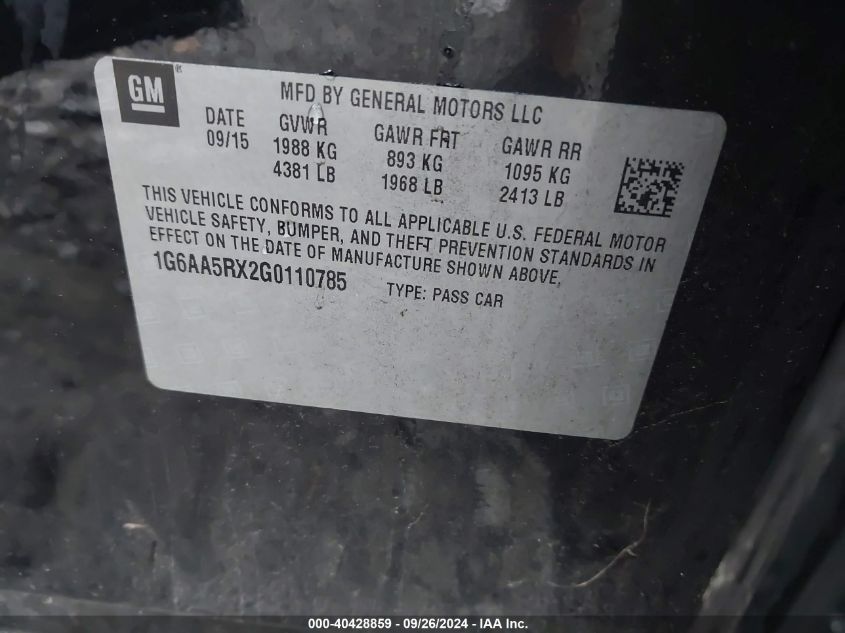 GM ®
MFD BY GENERAL MOTORS LLC
DATE GVWR GAWR FRT GAWR RR
09/15 1988 KG 893 KG 1095 KG
4381 LB 1968 LB 2413 LB
THIS VEHICLE CONFORMS TO ALL APPLICABLE U.S. FEDERAL MOTOR
VEHICLE SAFETY, BUMPER, AND THEFT PREVENTION STANDARDS IN
EFFECT ON THE DATE OF MANUFACTURE SHOWN ABOVE.
1G6AA5RX2G0110785 TYPE: PASS CAR
000-40428859 - 09/26/2024 - IAA Inc.